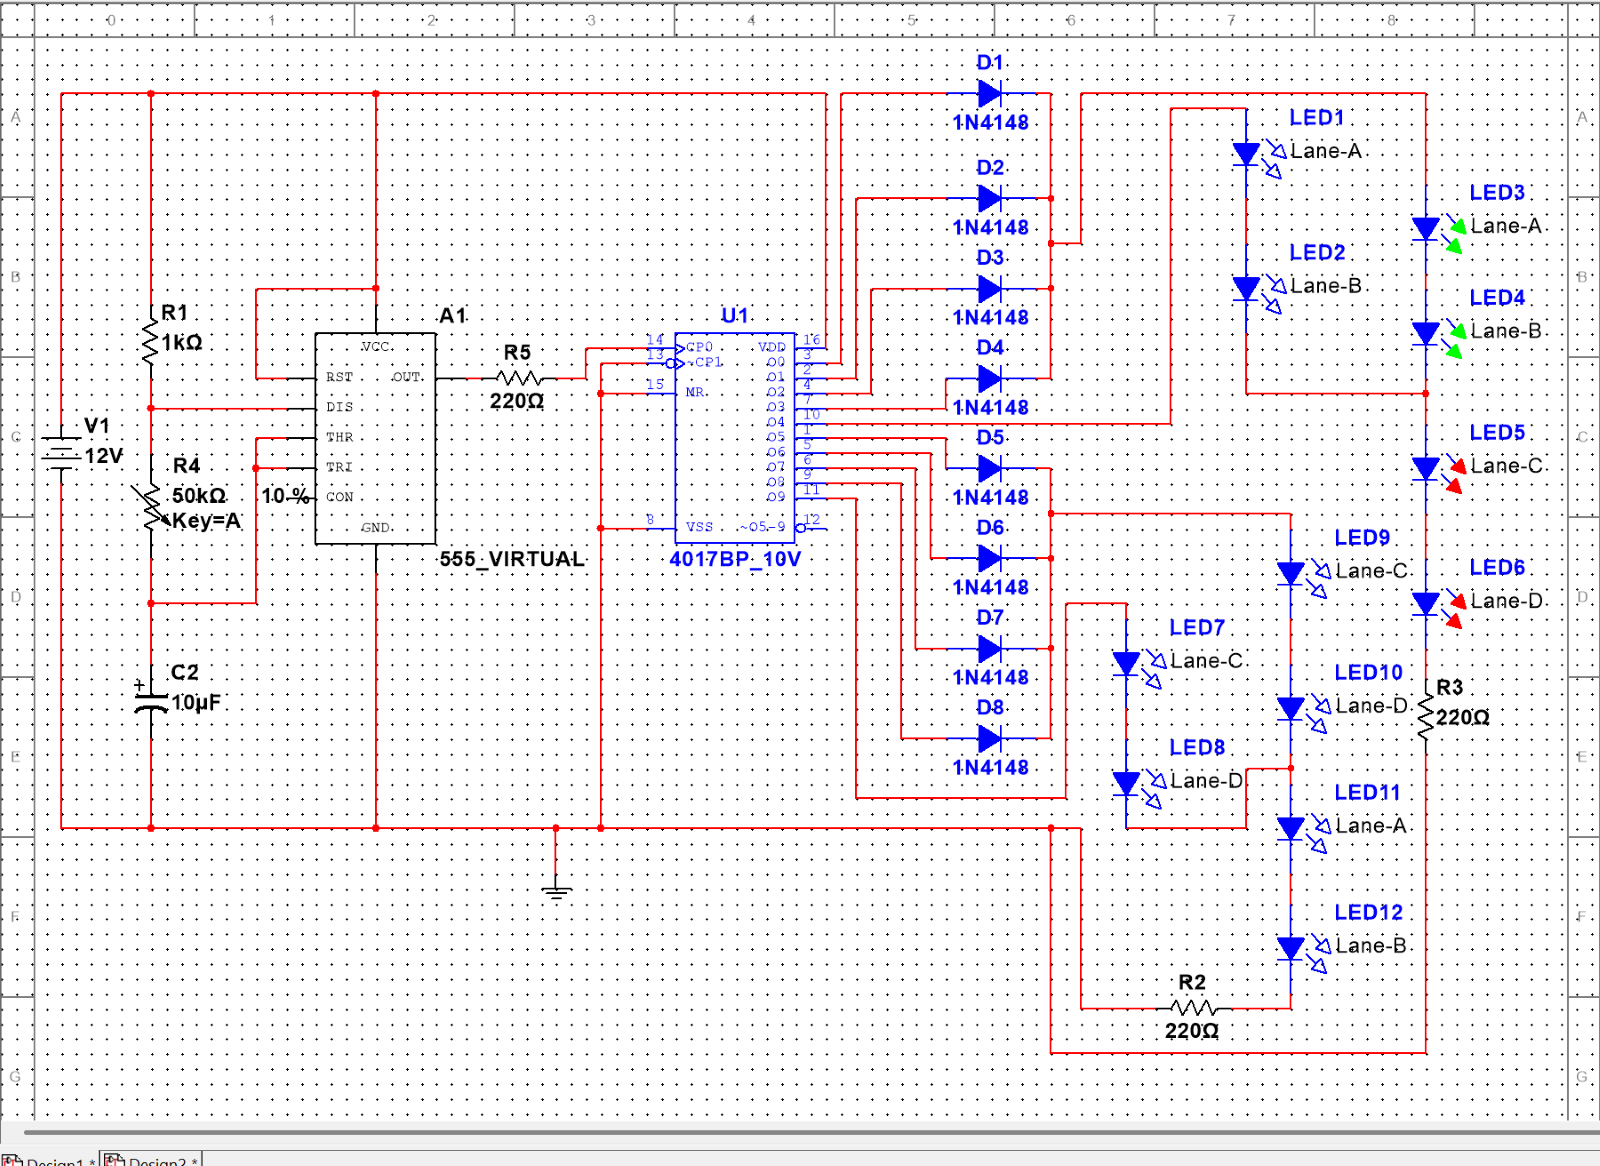 0 1 2 3 4 5 6 7 8
A
B
C
D
E
F
G
A
B
C
D
E
F
G
V1
12V
R1
1kΩ
R4
50kΩ
Key=A
10 %
C2
10µF
A1
VCC
RST
OUT
DIS
THR
TRI
CON
GND
555_VIRTUAL
R5
220Ω
U1
14
CP0
13
~CP1
15
MR
8
VSS
VDD
16
O0
3
O1
2
O2
4
O3
7
O4
10
O5
1
O6
5
O7
6
O8
9
O9
11
~O5-9
12
4017BP_10V
D1
1N4148
D2
1N4148
D3
1N4148
D4
1N4148
D5
1N4148
D6
1N4148
D7
1N4148
D8
1N4148
LED1
Lane-A
LED2
Lane-B
LED3
Lane-A
LED4
Lane-B
LED5
Lane-C
LED6
Lane-D
LED7
Lane-C
LED8
Lane-D
LED9
Lane-C
LED10
Lane-D
LED11
Lane-A
LED12
Lane-B
R3
220Ω
R2
220Ω
Design1 *
Design2 *